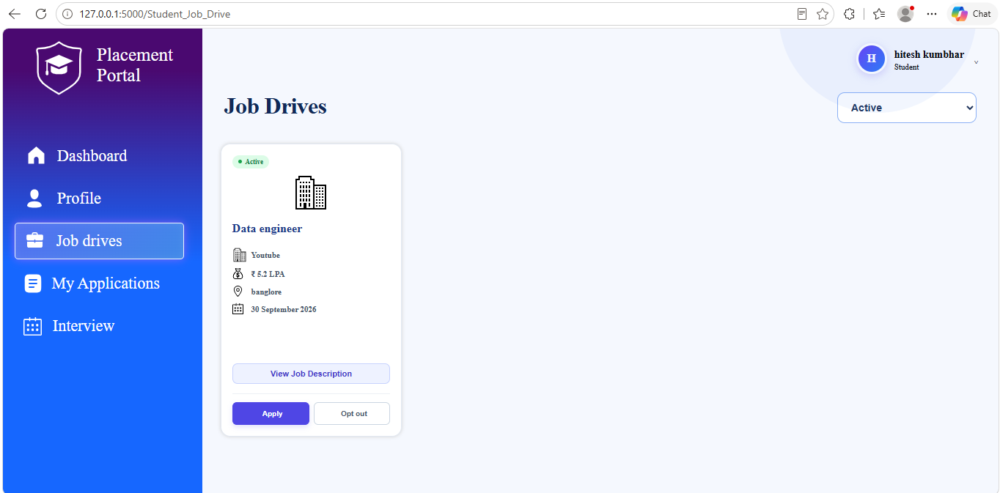 127.0.0.1:5000/Student_Job_Drive
Chat
Placement
Portal
Dashboard
Profile
Job drives
My Applications
Interview
H
hitesh kumbhar
Student
Job Drives
Active
Active
Data engineer
Youtube
₹ 5.2 LPA
banglore
30 September 2026
View Job Description
Apply
Opt out